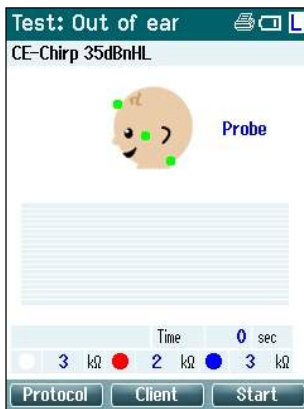 Test: Out of ear L
CE-Chirp 35dBnHL
Probe
Time 0 sec
3 kΩ 2 kΩ 3 kΩ
Protocol Client Start